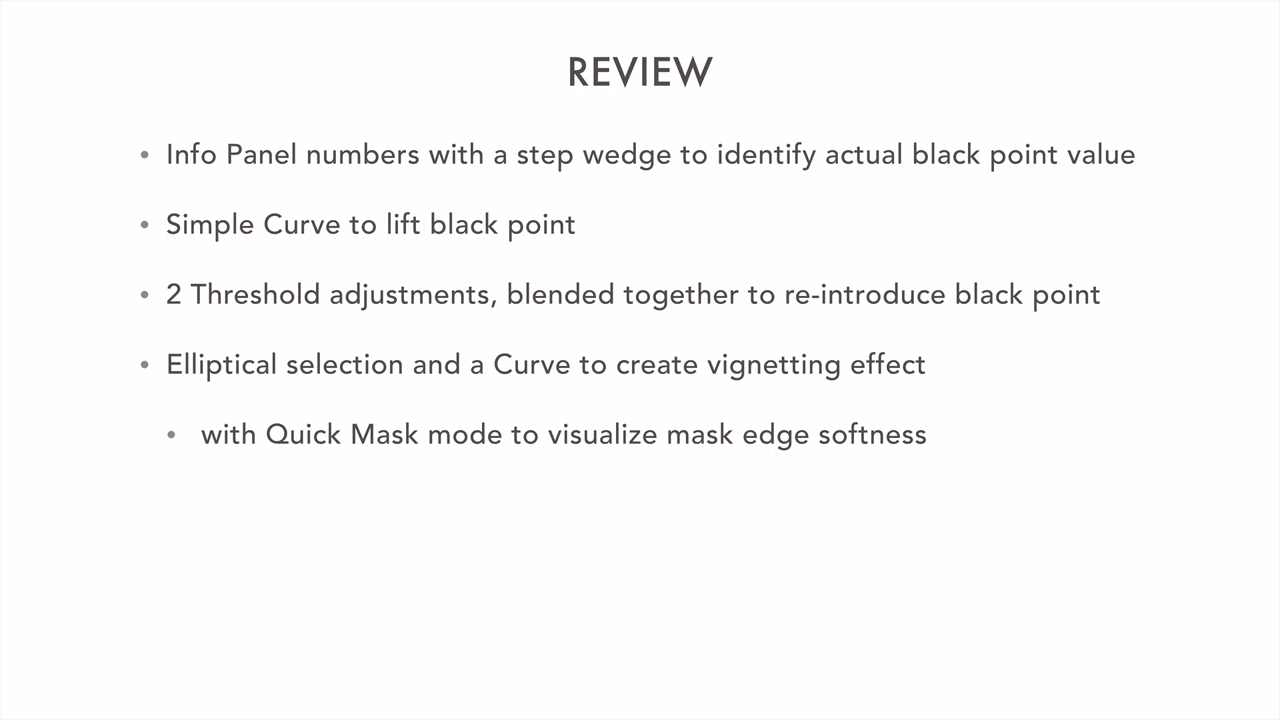 REVIEW
• Info Panel numbers with a step wedge to identify actual black point value
• Simple Curve to lift black point
• 2 Threshold adjustments, blended together to re-introduce black point
• Elliptical selection and a Curve to create vignetting effect
• with Quick Mask mode to visualize mask edge softness